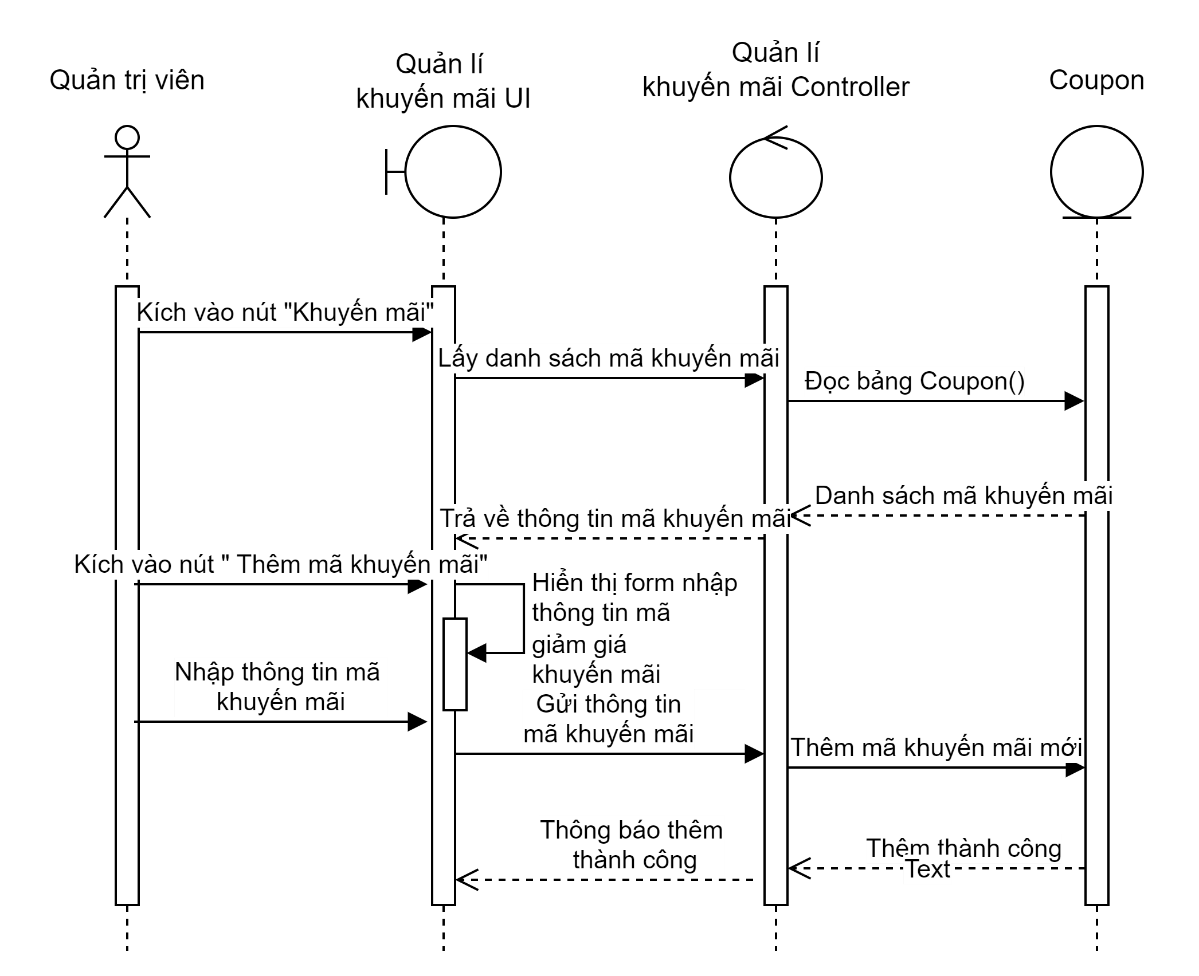 Quản trị viên
Quản lí
khuyến mãi UI
Quản lí
khuyến mãi Controller
Coupon
Kích vào nút "Khuyến mãi"
Lấy danh sách mã khuyến mãi
Đọc bảng Coupon()
Danh sách mã khuyến mãi
Trả về thông tin mã khuyến mãi
Kích vào nút " Thêm mã khuyến mãi"
Hiển thị form nhập
thông tin mã
giảm giá
khuyến mãi
Nhập thông tin mã
khuyến mãi
Gửi thông tin
mã khuyến mãi
Thêm mã khuyến mãi mới
Thông báo thêm
thành công
Thêm thành công
Text